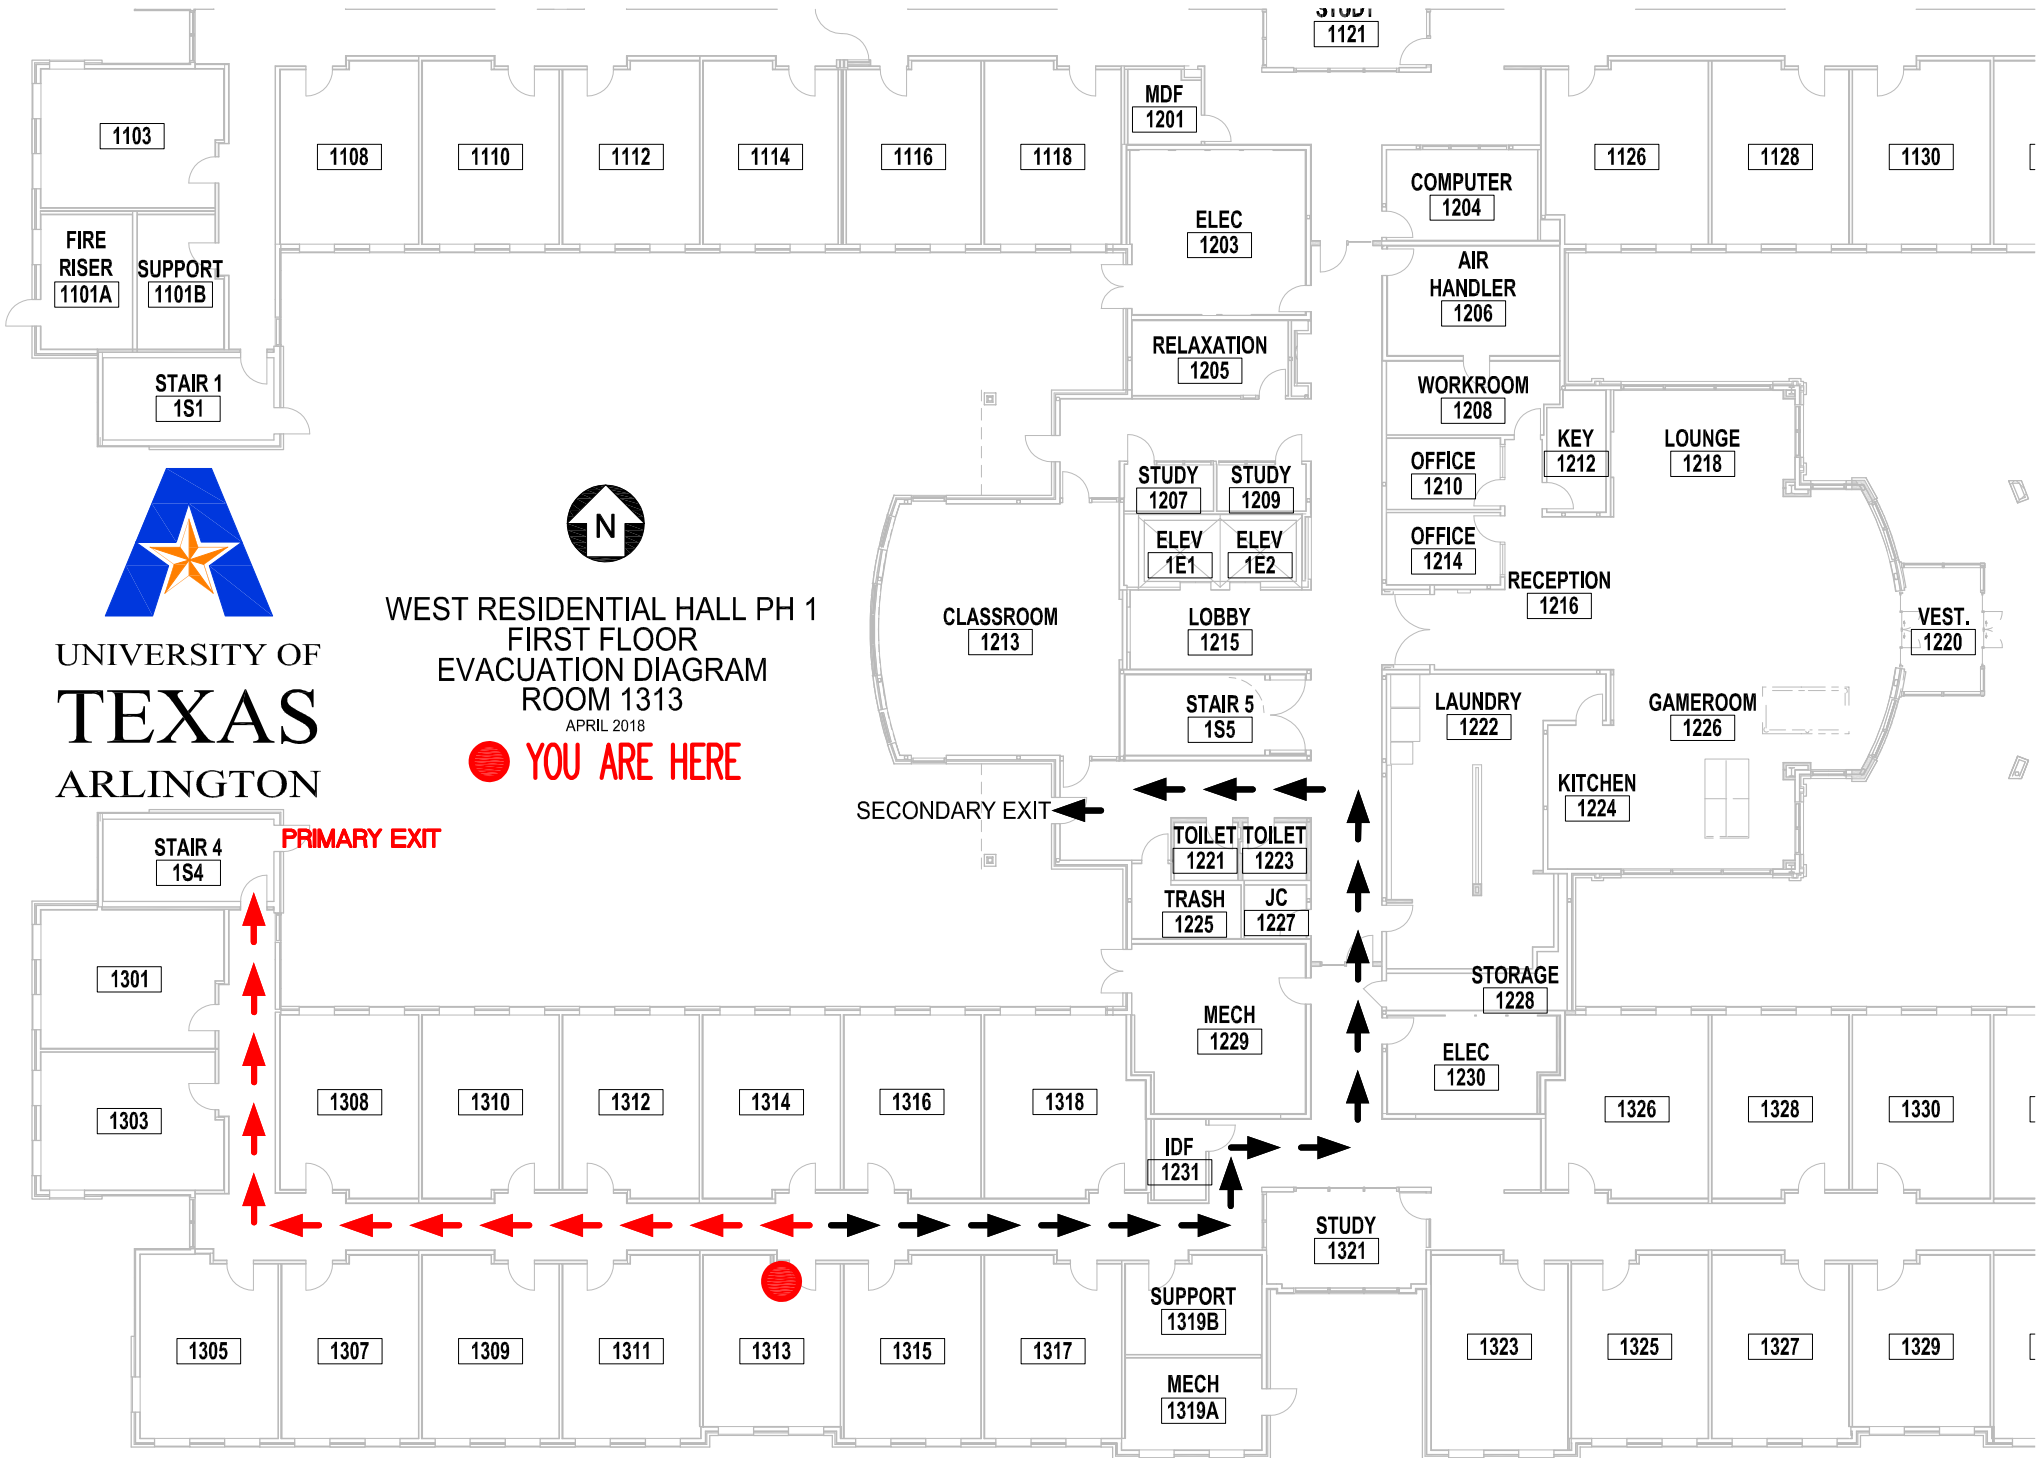 STUDY
1121
MDF
1201
1103
1108
1110
1112
1114
1116
1118
1126
1128
1130
COMPUTER
1204
ELEC
1203
FIRE
RISER
1101A
SUPPORT
1101B
AIR
HANDLER
1206
RELAXATION
1205
STAIR 1
1S1
WORKROOM
1208
KEY
1212
LOUNGE
1218
STUDY
1207
STUDY
1209
OFFICE
1210
N
ELEV
1E1
ELEV
1E2
OFFICE
1214
RECEPTION
1216
WEST RESIDENTIAL HALL PH 1
FIRST FLOOR
EVACUATION DIAGRAM
ROOM 1313
APRIL 2018
YOU ARE HERE
UNIVERSITY OF
TEXAS
ARLINGTON
CLASSROOM
1213
LOBBY
1215
VEST.
1220
STAIR 5
1S5
LAUNDRY
1222
GAMEROOM
1226
KITCHEN
1224
SECONDARY EXIT
PRIMARY EXIT
STAIR 4
1S4
TOILET
1221
TOILET
1223
TRASH
1225
JC
1227
1301
STORAGE
1228
MECH
1229
ELEC
1230
1303
1308
1310
1312
1314
1316
1318
1326
1328
1330
IDF
1231
STUDY
1321
SUPPORT
1319B
1305
1307
1309
1311
1313
1315
1317
1323
1325
1327
1329
MECH
1319A